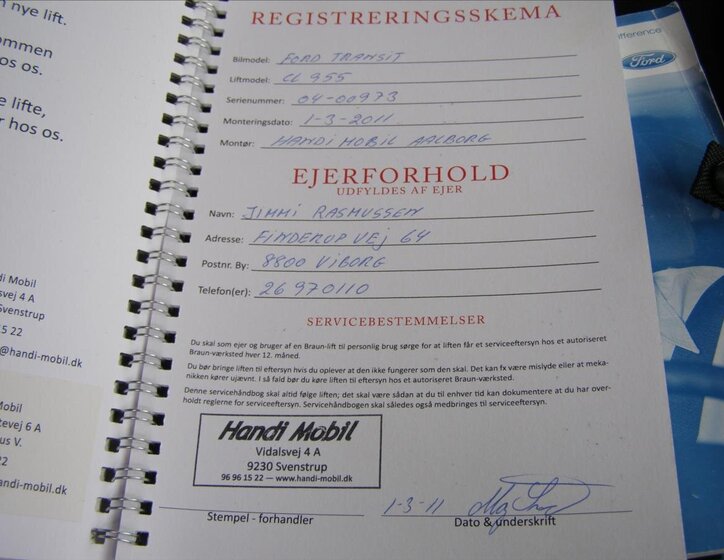 nye lift.
ommen
os os.
e lifte,
r hos os.
di Mobil
lsvej 4 A
Svenstrup
5 22
@handi-mobil.dk
Mobil
tevej 6 A
us V.
22
andi-mobil.dk
REGISTRERINGSSKEMA
Bilmodel: FORD TRANSIT
Liftmodel: CL 955
Serienummer: 04-00973
Monteringsdato: 1-3-2011
Montør: HANDI MOBIL AALBORG
EJERFORHOLD
UDFYLDES AF EJER
Navn: JIMMI RASMUSSEN
Adresse: FINDERUP VEJ 64
Postnr. By: 8800 VIBORG
Telefon(er): 26 970110
SERVICEBESTEMMELSER
Du skal som ejer og bruger af en Braun-lift til personlig brug sørge for at liften får et serviceeftersyn hos et autoriseret
Braun-værksted hver 12. måned.
Du bør bringe liften til eftersyn hvis du oplever at den ikke fungerer som den skal. Det kan fx være mislyde eller at meka-
nikken kører ujævnt. I så fald bør du køre liften til eftersyn hos et autoriseret Braun-værksted.
Denne servicehåndbog skal altid følge liften; det skal være sådan at du til enhver tid kan dokumentere at du har over-
holdt reglerne for serviceeftersyn. Servicehåndbogen skal således også medbringes til serviceeftersyn.
Handi Mobil
Vidalsvej 4 A
9230 Svenstrup
96 96 15 22 — www.handi-mobil.dk
1-3-11
Stempel - forhandler
Dato & underskrift
ifference
Ford